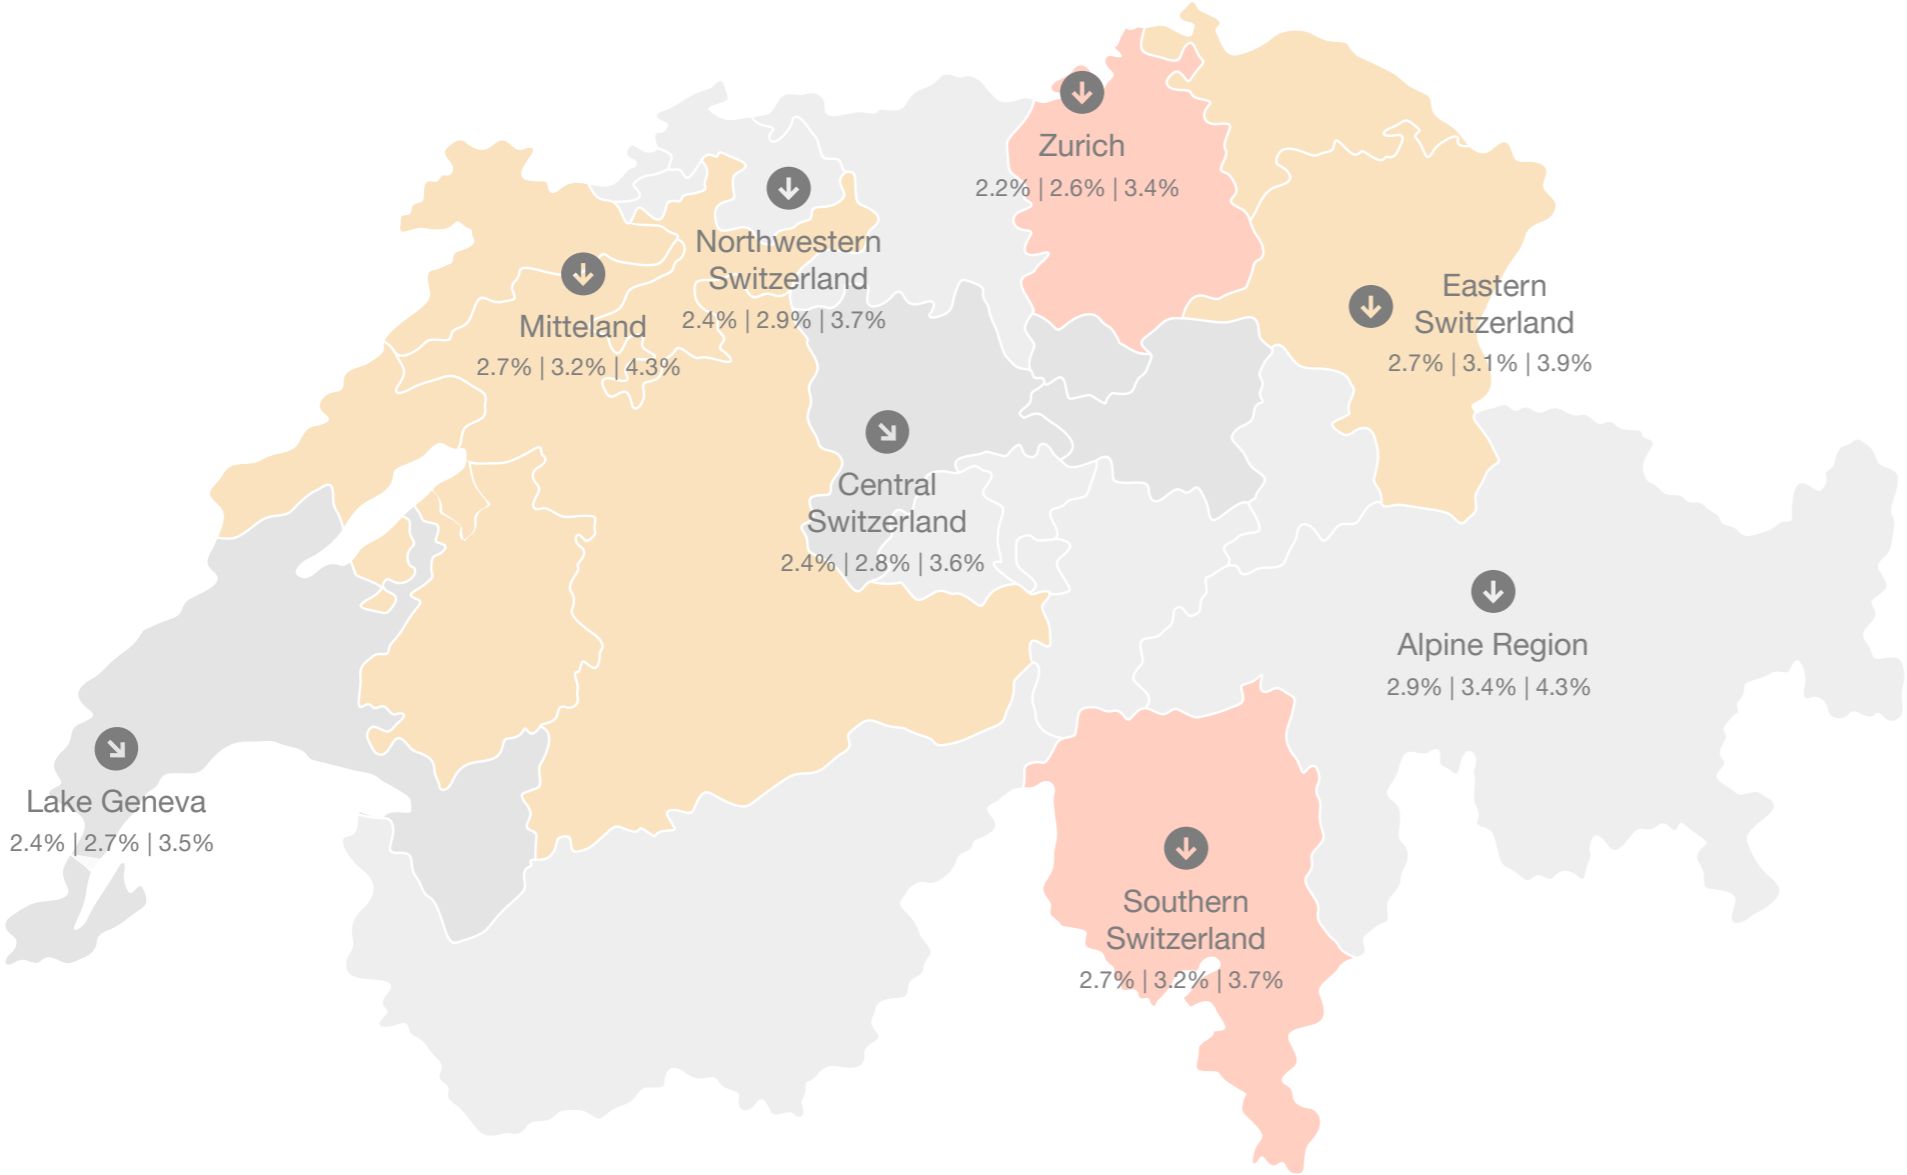 Zurich
2.2% | 2.6% | 3.4%
Northwestern
Switzerland
2.4% | 2.9% | 3.7%
Mitteland
2.7% | 3.2% | 4.3%
Eastern
Switzerland
2.7% | 3.1% | 3.9%
Central
Switzerland
2.4% | 2.8% | 3.6%
Alpine Region
2.9% | 3.4% | 4.3%
Lake Geneva
2.4% | 2.7% | 3.5%
Southern
Switzerland
2.7% | 3.2% | 3.7%